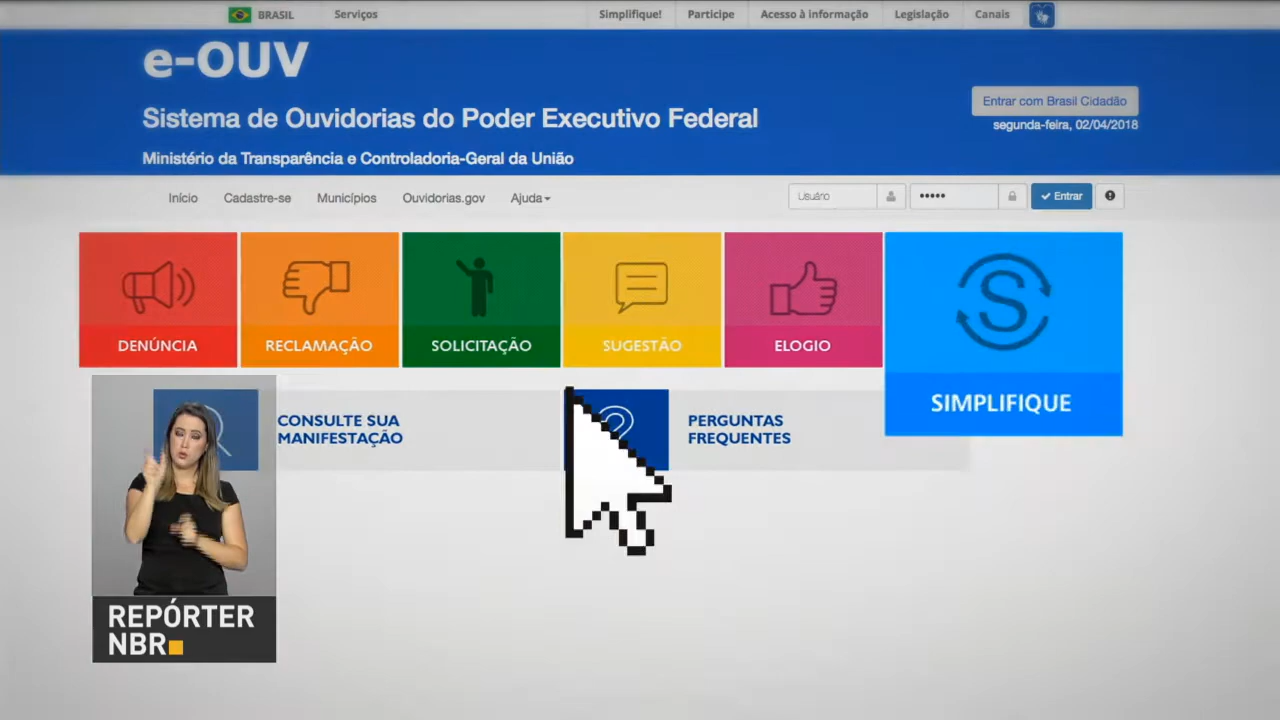 BRASIL Serviços Simplifique! Participe Acesso à informação Legislação Canais
e-OUV
Sistema de Ouvidorias do Poder Executivo Federal
Entrar com Brasil Cidadão
segunda-feira, 02/04/2018
Ministério da Transparência e Controladoria-Geral da União
Início Cadastre-se Municípios Ouvidorias.gov Ajuda Usuário ••••• Entrar
DENÚNCIA RECLAMAÇÃO SOLICITAÇÃO SUGESTÃO ELOGIO
SIMPLIFIQUE
CONSULTE SUA
MANIFESTAÇÃO
PERGUNTAS
FREQUENTES
REPÓRTER
NBR